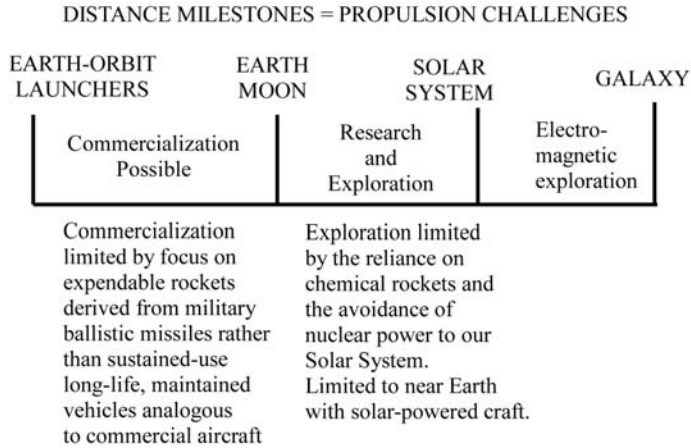 DISTANCE MILESTONES = PROPULSION CHALLENGES
EARTH-ORBIT
LAUNCHERS
EARTH
MOON
SOLAR
SYSTEM
GALAXY
Commercialization
Possible
Research
and
Exploration
Electro-
magnetic
exploration
Commercialization
limited by focus on
expendable rockets
derived from military
ballistic missiles rather
than sustained-use
long-life, maintained
vehicles analogous
to commercial aircraft
Exploration limited
by the reliance on
chemical rockets and
the avoidance of
nuclear power to our
Solar System.
Limited to near Earth
with solar-powered craft.